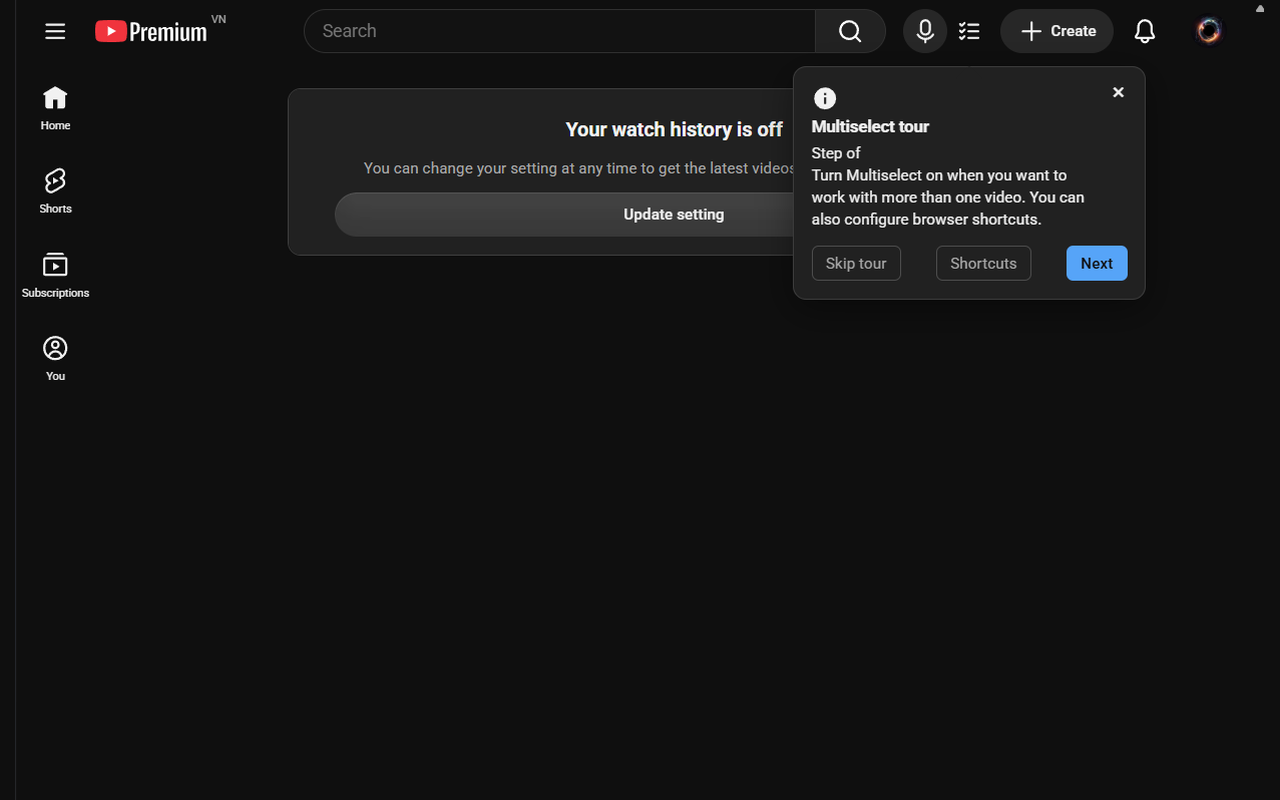 Premium VN
Search
Create
Home
Shorts
Subscriptions
You
Your watch history is off
You can change your setting at any time to get the latest videos
Update setting
Multiselect tour
Step of
Turn Multiselect on when you want to
work with more than one video. You can
also configure browser shortcuts.
Skip tour
Shortcuts
Next